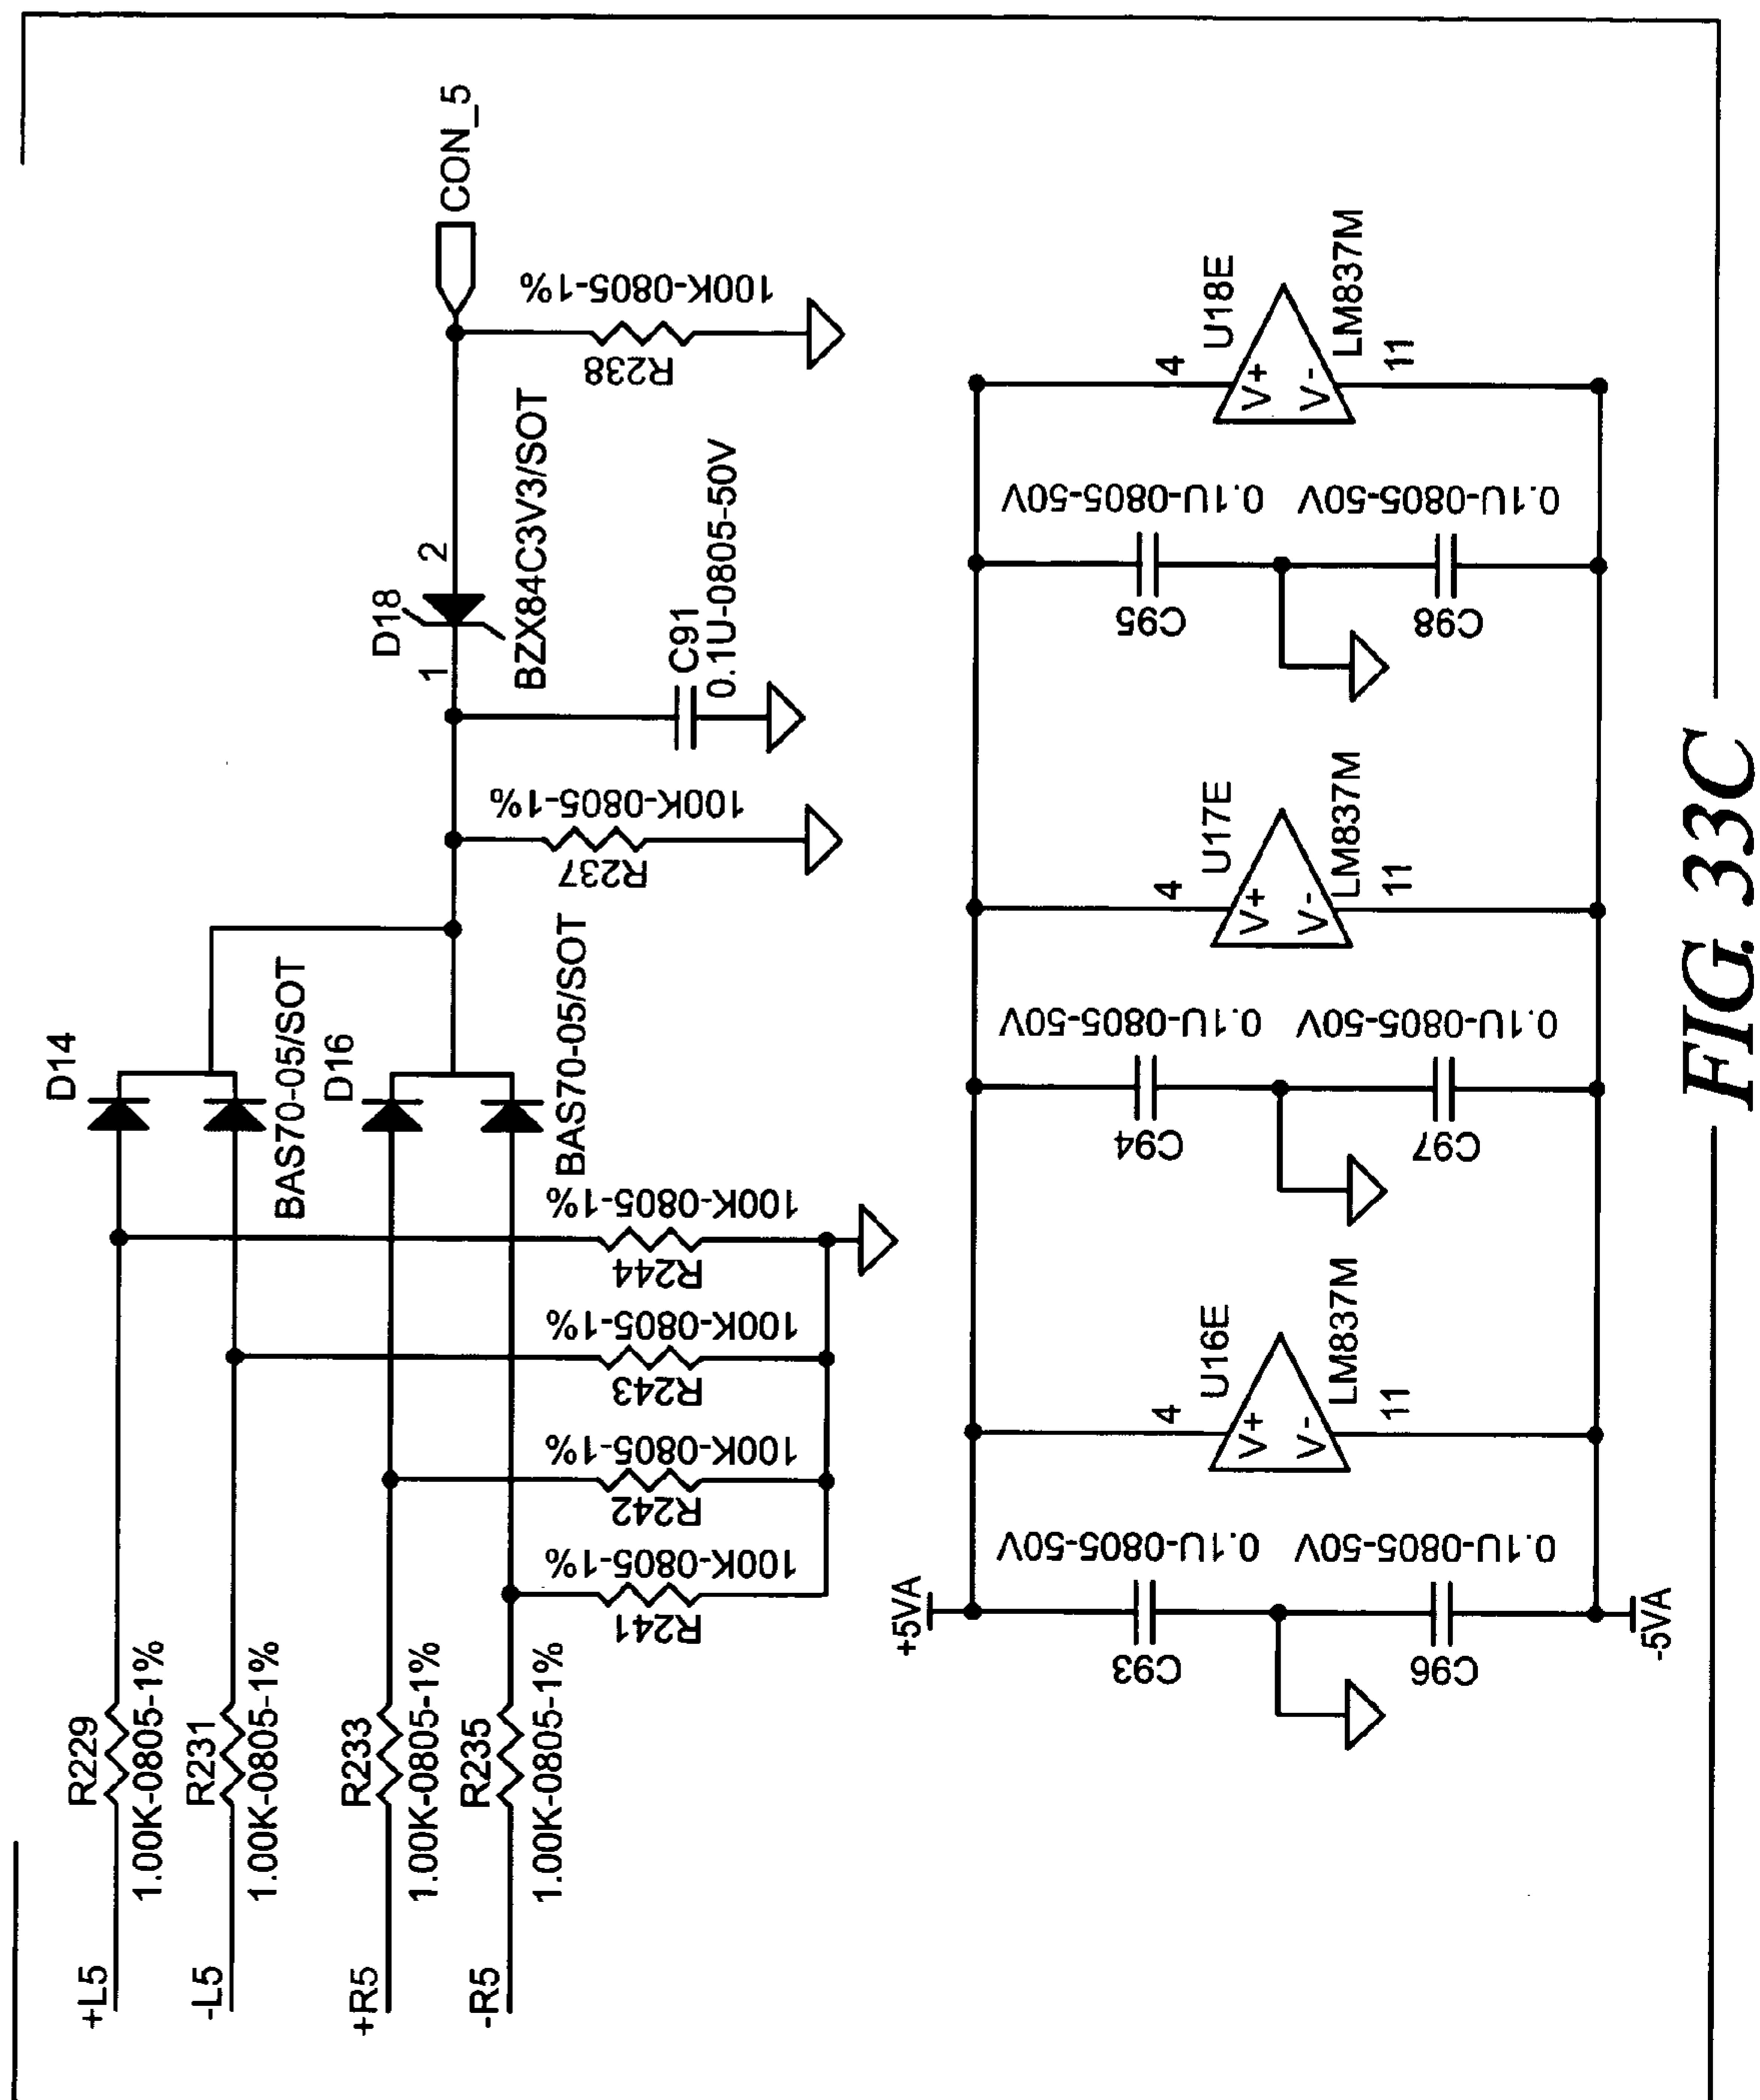 +L5
R229
1.00K-0805-1%
D14
-L5
R231
1.00K-0805-1%
BAS70-05/SOT
+R5
R233
1.00K-0805-1%
D16
-R5
R235
1.00K-0805-1%
BAS70-05/SOT
R241
100K-0805-1%
R242
100K-0805-1%
R243
100K-0805-1%
R244
100K-0805-1%
R237
100K-0805-1%
C91
0.1U-0805-50V
D18
1
2
BZX84C3V3/SOT
R238
100K-0805-1%
CON_5
+5VA
C93
0.1U-0805-50V
C96
0.1U-0805-50V
-5VA
4
U16E
V+
V-
LM837M
11
C94
0.1U-0805-50V
C97
0.1U-0805-50V
4
U17E
V+
V-
LM837M
11
C95
0.1U-0805-50V
C98
0.1U-0805-50V
4
U18E
V+
V-
LM837M
11
FIG. 33C